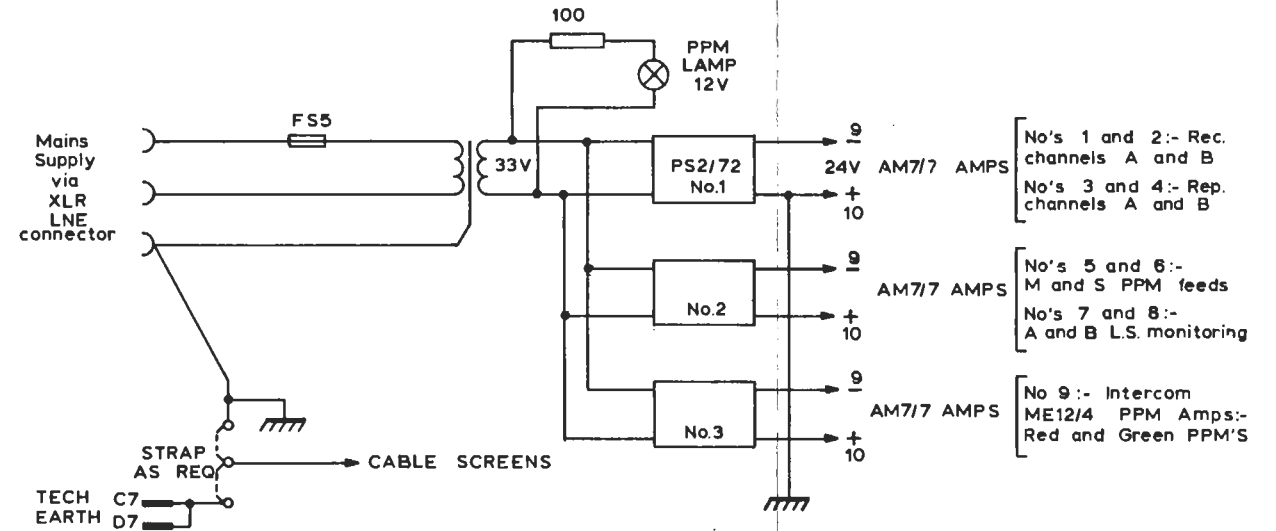 100
PPM
LAMP
12V
FS5
Mains
Supply
via
XLR
LNE
connector
33V
PS2/72
No.1
9
−
24V
+
10
AM7/7 AMPS
No's 1 and 2:- Rec.
channels A and B
No's 3 and 4:- Rep.
channels A and B
No.2
9
−
+
10
AM7/7 AMPS
No's 5 and 6:-
M and S PPM feeds
No's 7 and 8:-
A and B L.S. monitoring
No.3
9
−
+
10
AM7/7 AMPS
No 9:- Intercom
ME12/4 PPM Amps:-
Red and Green PPM'S
STRAP
AS REQ
CABLE SCREENS
TECH
EARTH
C7
D7